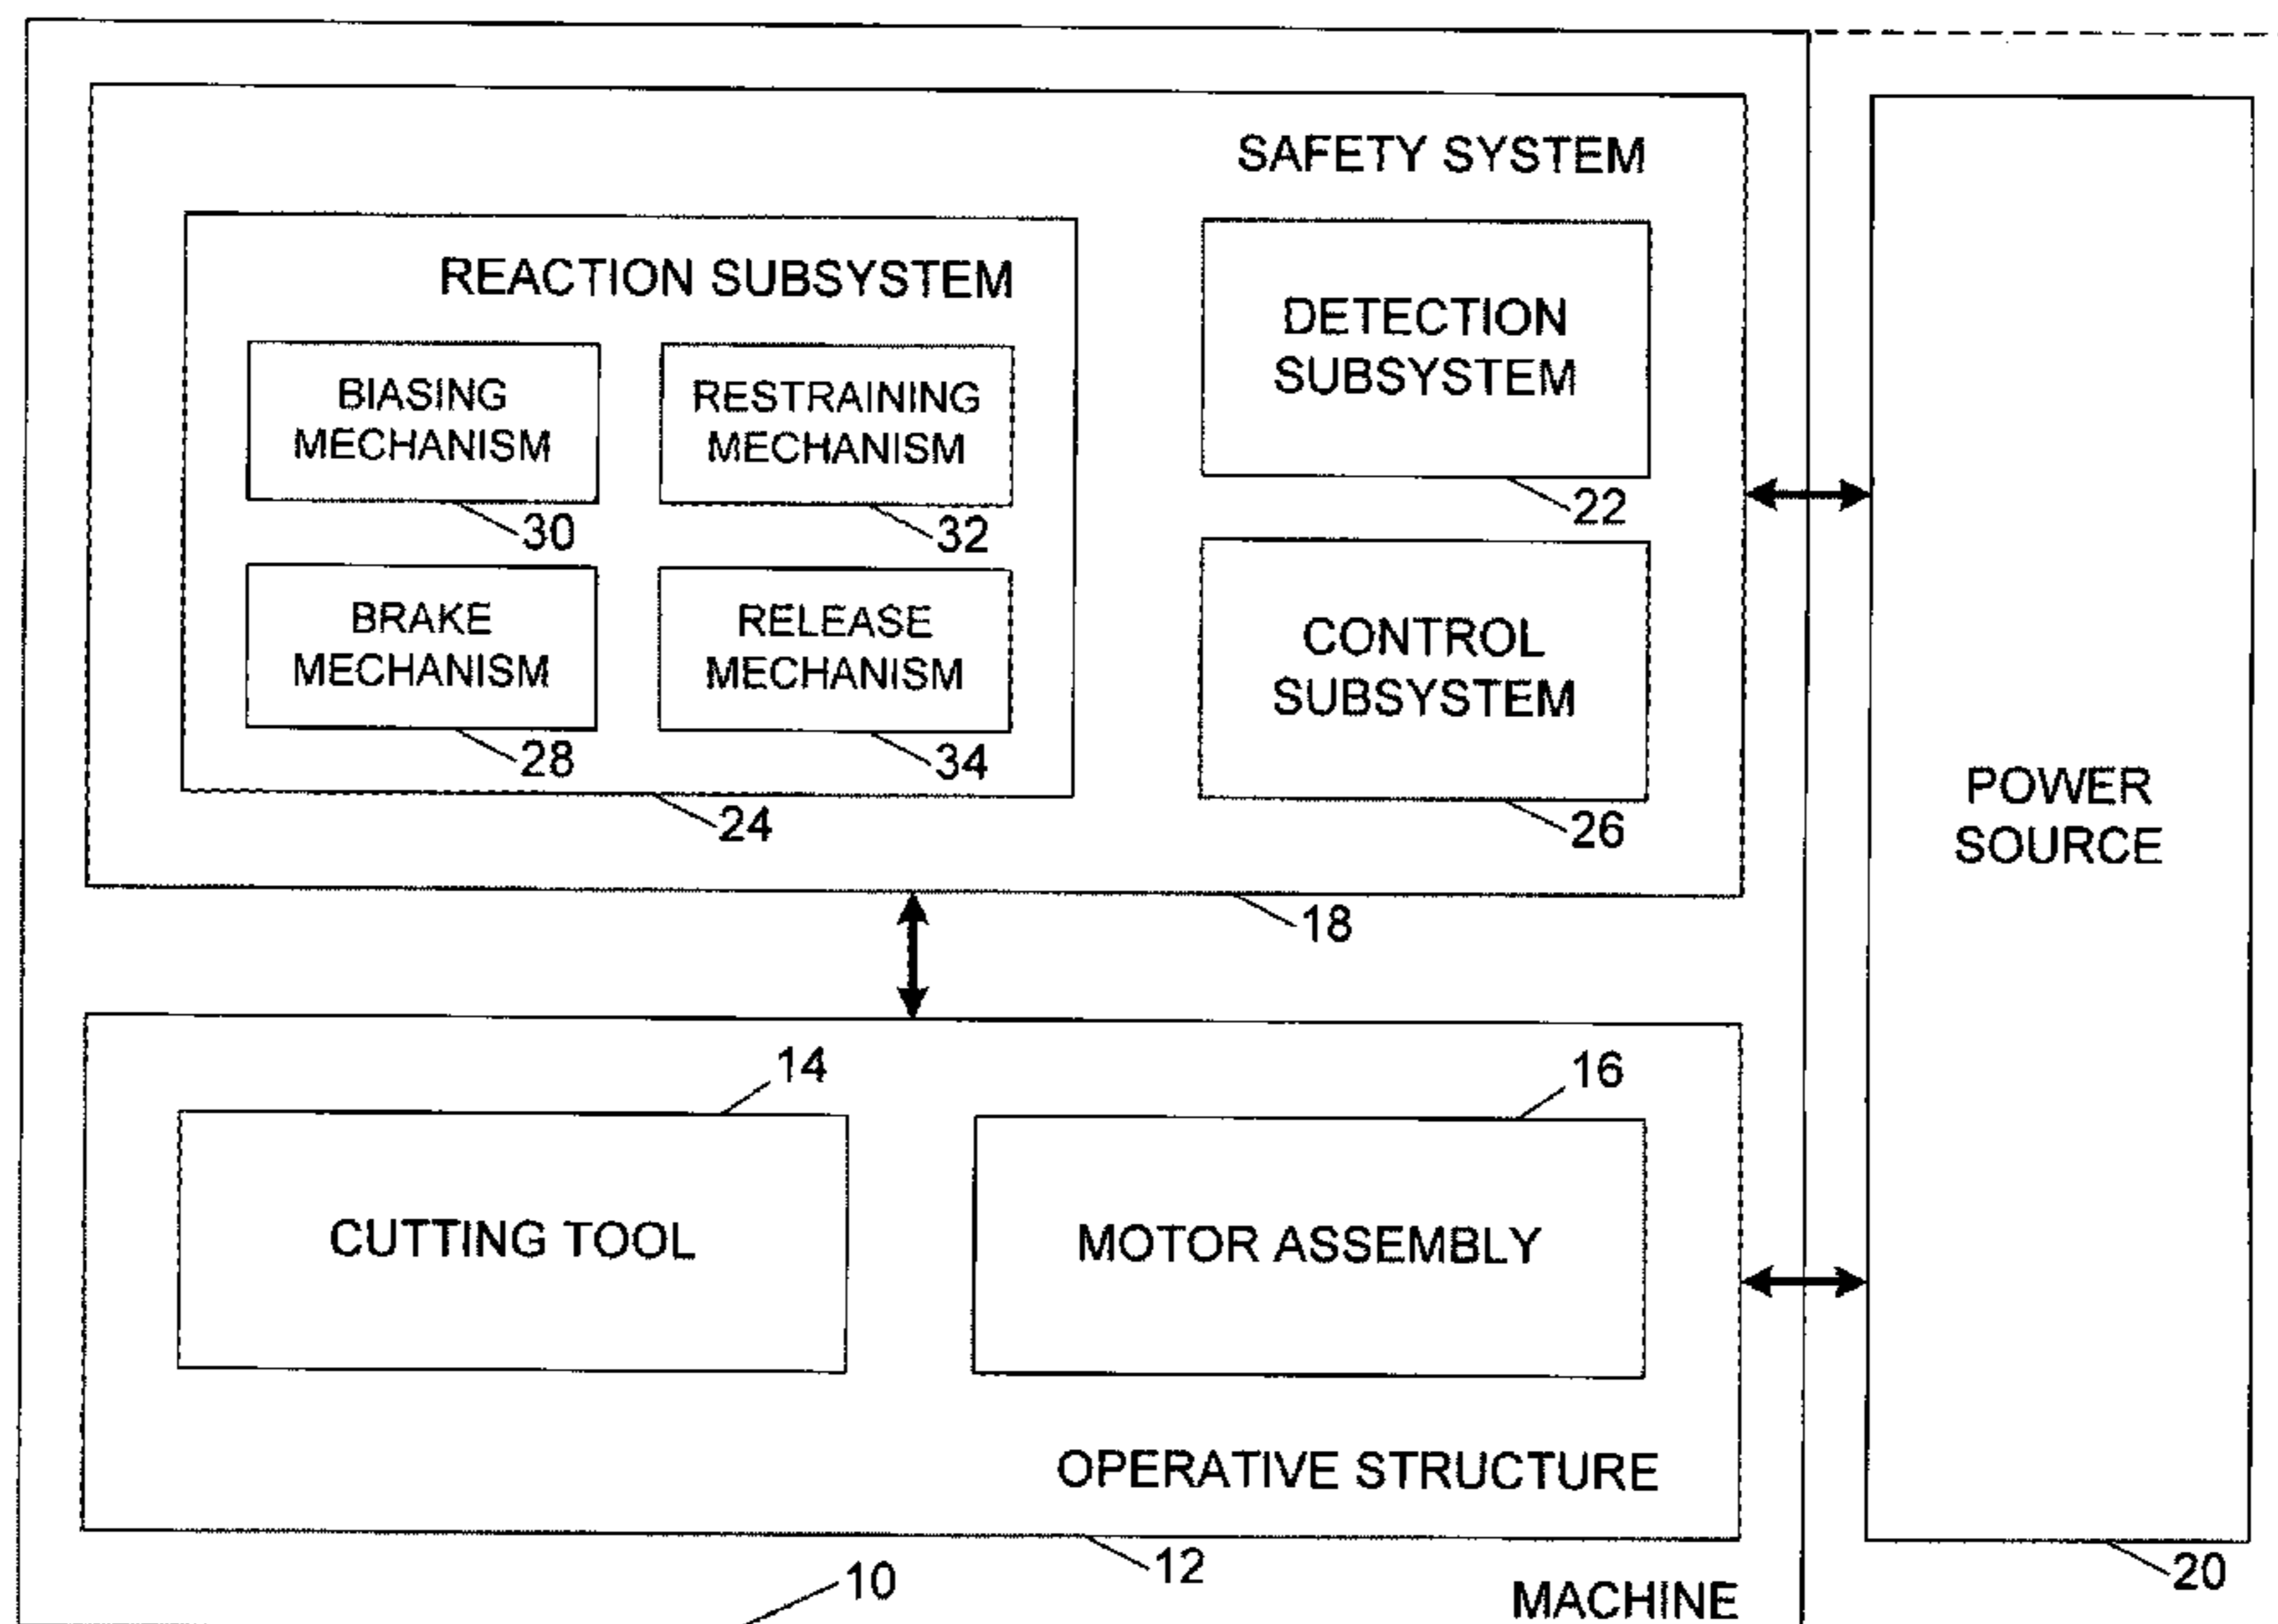 SAFETY SYSTEM
REACTION SUBSYSTEM
BIASING
MECHANISM
30
RESTRAINING
MECHANISM
32
BRAKE
MECHANISM
28
RELEASE
MECHANISM
34
24
DETECTION
SUBSYSTEM
22
CONTROL
SUBSYSTEM
26
18
POWER
SOURCE
20
14
CUTTING TOOL
16
MOTOR ASSEMBLY
OPERATIVE STRUCTURE
12
10
MACHINE